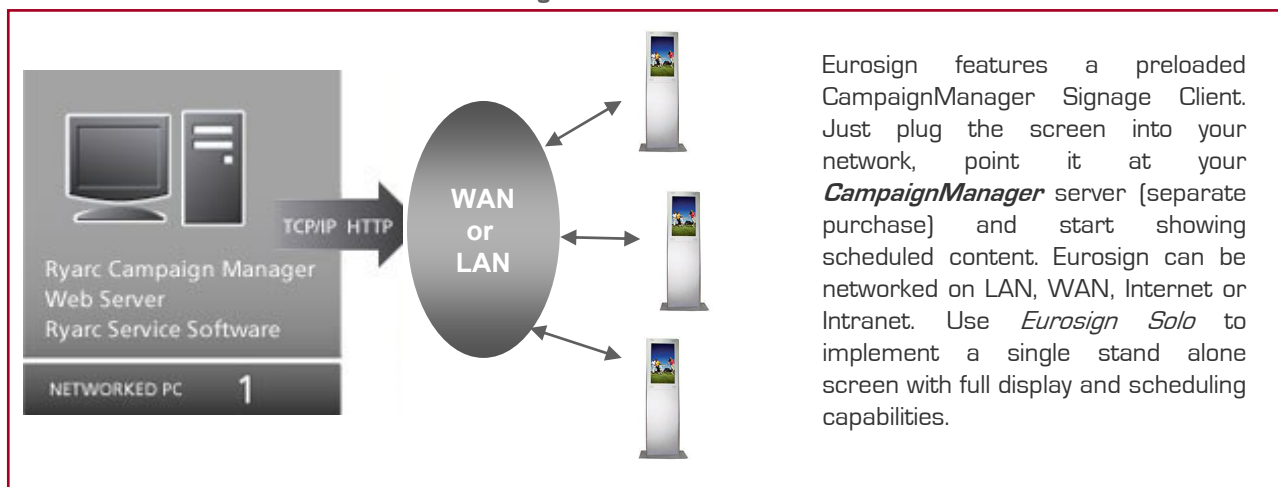 TCP/IP HTTP
Ryarc Campaign Manager
Web Server
Ryarc Service Software
NETWORKED PC 1
WAN
or
LAN
Eurosign features a preloaded
CampaignManager Signage Client.
Just plug the screen into your
network, point it at your
CampaignManager server (separate
purchase) and start showing
scheduled content. Eurosign can be
networked on LAN, WAN, Internet or
Intranet. Use Eurosign Solo to
implement a single stand alone
screen with full display and scheduling
capabilities.